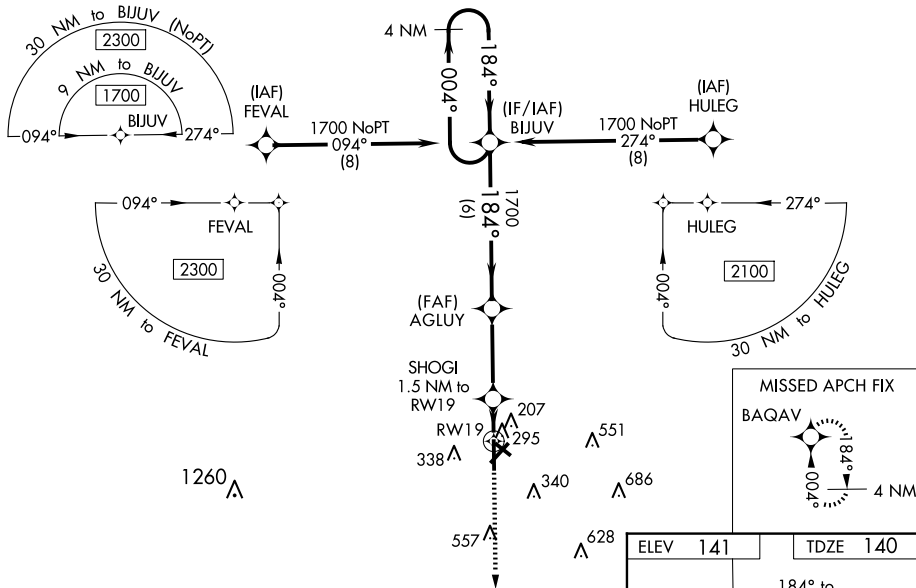 30 NM to BIJUV (NoPT)
2300
9 NM to BIJUV
1700
BIJUV
094°
274°
4 NM
184°
004°
(IAF)
FEVAL
1700 NoPT
094°
(8)
(IF/IAF)
BIJUV
(IAF)
HULEG
1700 NoPT
274°
(8)
094°
FEVAL
2300
004°
30 NM to FEVAL
1700
184°
(6)
274°
HULEG
2100
004°
30 NM to HULEG
(FAF)
AGLUY
SHOGI
1.5 NM to
RW19
RW19
207
295
338
551
1260
340
686
557
628
MISSED APCH FIX
BAQAV
184°
004°
4 NM
ELEV 141
TDZE 140
184° to